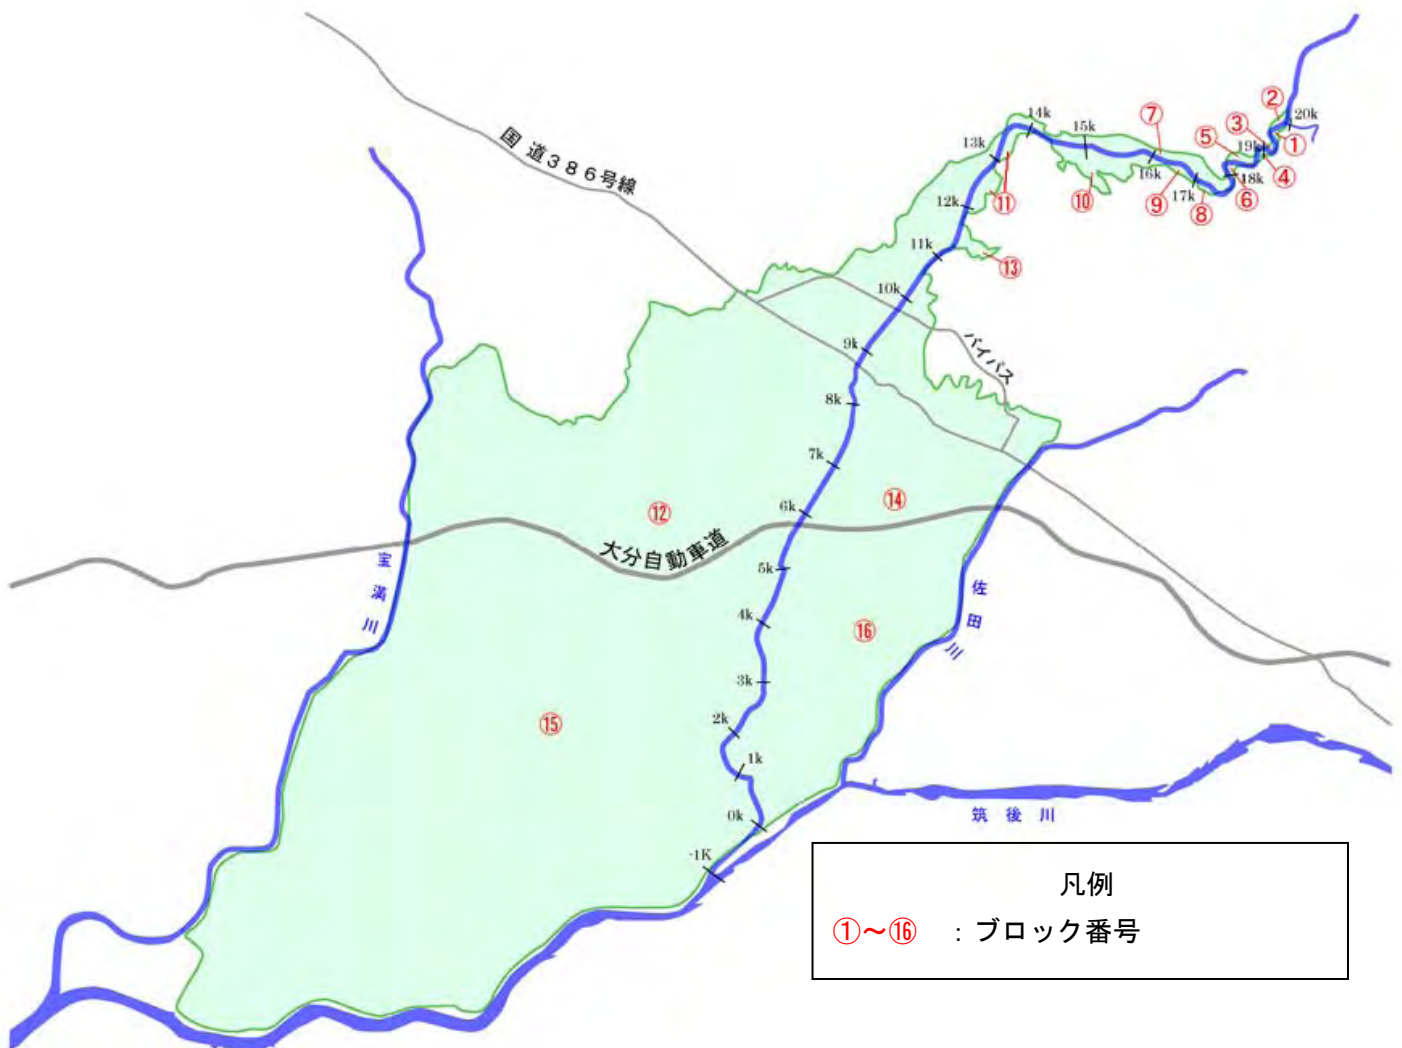 ②
20k
③
①
19k
⑤
④
⑦
18k
⑥
14k
15k
16k
17k
⑧
⑨
⑩
13k
⑪
12k
11k
⑬
国道386号線
10k
バイパス
9k
8k
7k
⑭
6k
⑫
大分自動車道
5k
宝満川
佐田川
4k
⑯
3k
⑮
2k
1k
0k
筑後川
-1K
凡例
①~⑯ :ブロック番号